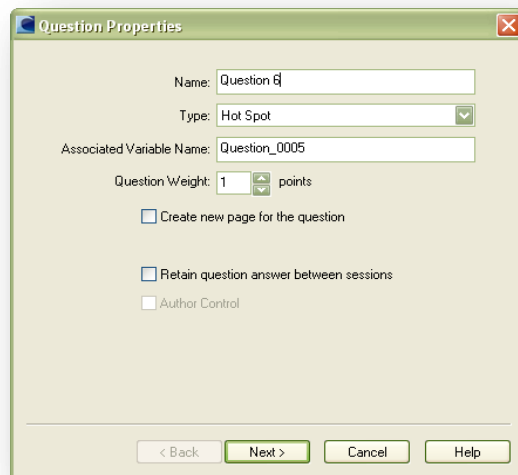 Question Properties
Name: Question 6
Type: Hot Spot
Associated Variable Name: Question_0005
Question Weight: 1 points
Create new page for the question
Retain question answer between sessions
Author Control
< Back Next > Cancel Help